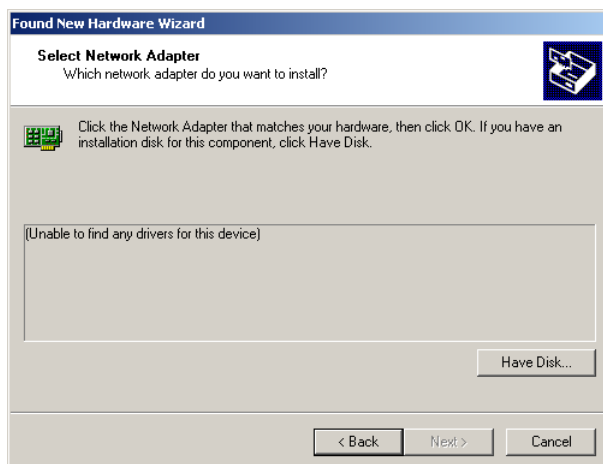 Found New Hardware Wizard
Select Network Adapter
Which network adapter do you want to install?
Click the Network Adapter that matches your hardware, then click OK. If you have an
installation disk for this component, click Have Disk.
(Unable to find any drivers for this device)
Have Disk...
< Back
Next >
Cancel